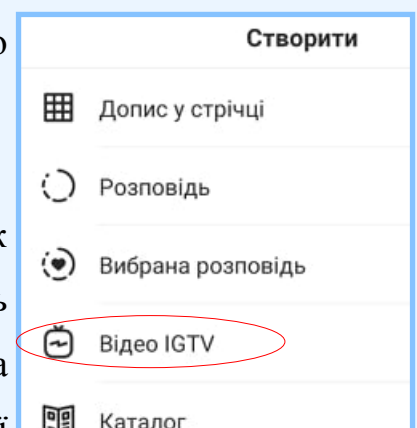 Створити
Допис у стрічці
Розповідь
Вибрана розповідь
Відео IGTV
Каталог